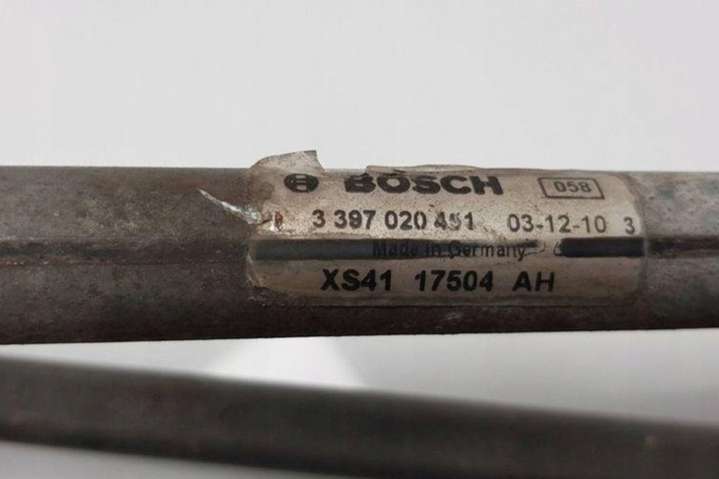 BOSCH 058
3 397 020 451 03-12-10 3
Made in Germany
XS41 17504 AH